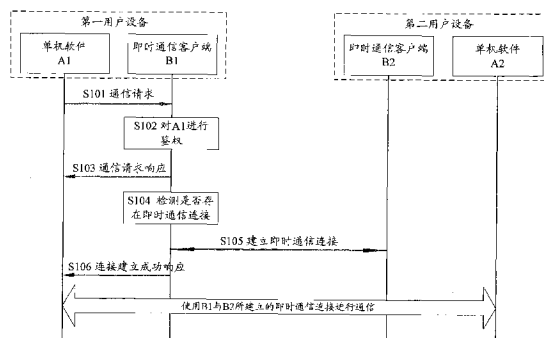 第一用户设备
第二用户设备
单机软件
A1
即时通信客户端
B1
即时通信客户端
B2
单机软件
A2
S101 通信请求
S102 对A1进行
鉴权
S103 通信请求响应
S104 检测是否存
在即时通信连接
S105 建立即时通信连接
S106 连接建立成功响应
使用B1与B2所建立的即时通信连接进行通信